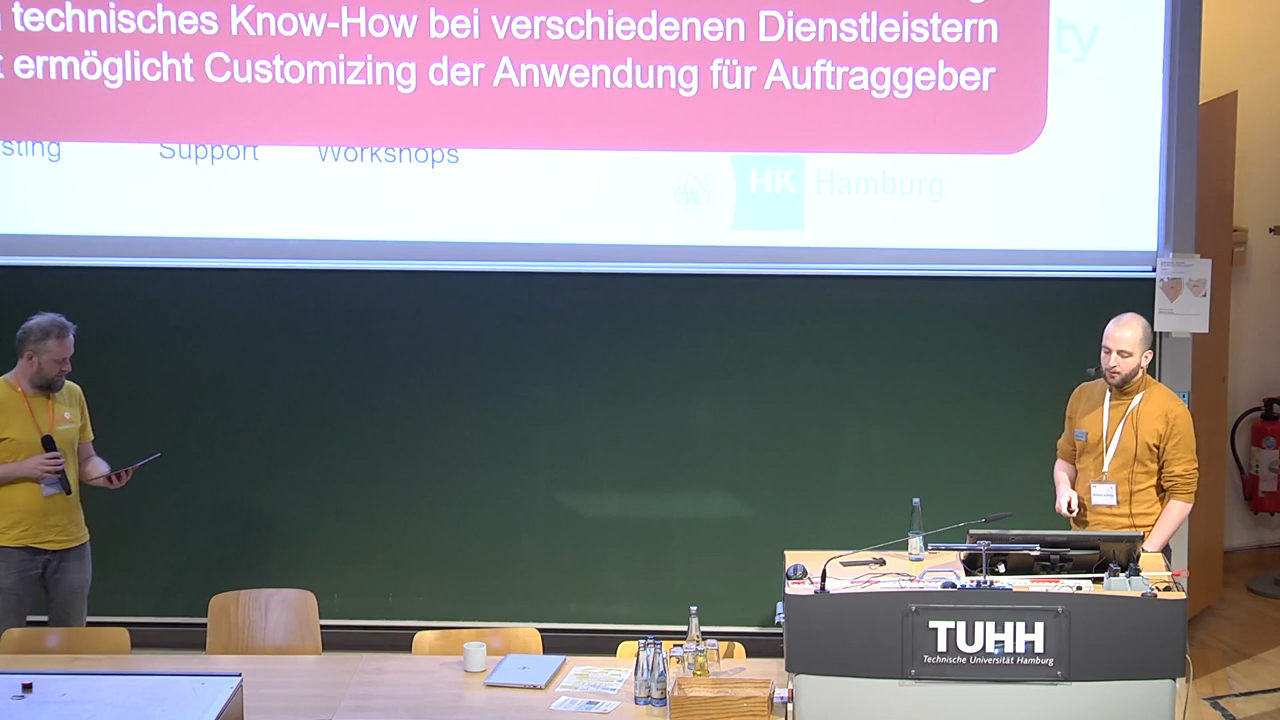 technisches Know-How bei verschiedenen Dienstleistern
ermöglicht Customizing der Anwendung für Auftraggeber
Support
Workshops
HK Hamburg
TUHH
Technische Universität Hamburg